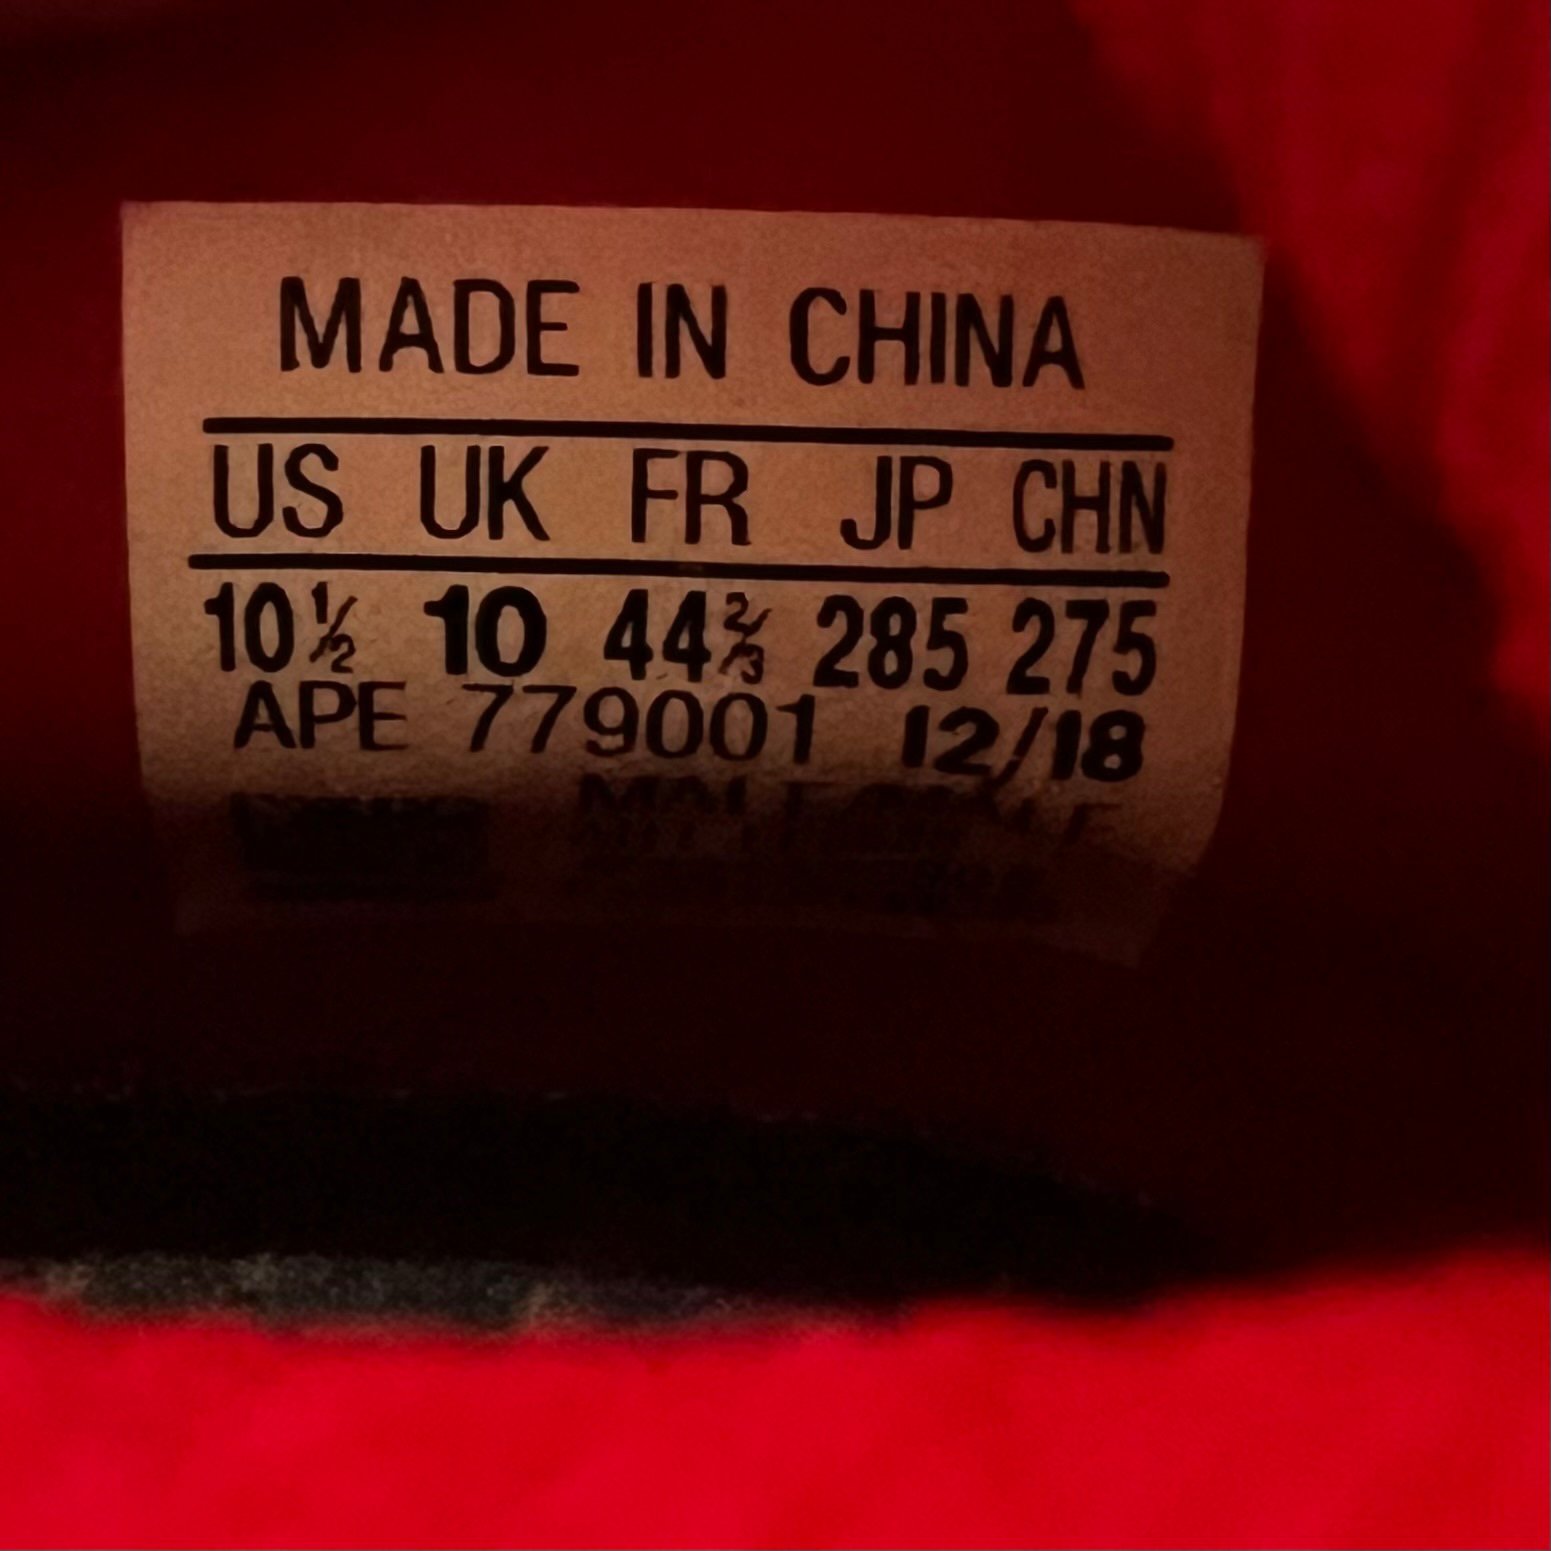 MADE IN CHINA
US UK FR JP CHN
10½ 10 44⅔ 285 275
APE 779001 12/18